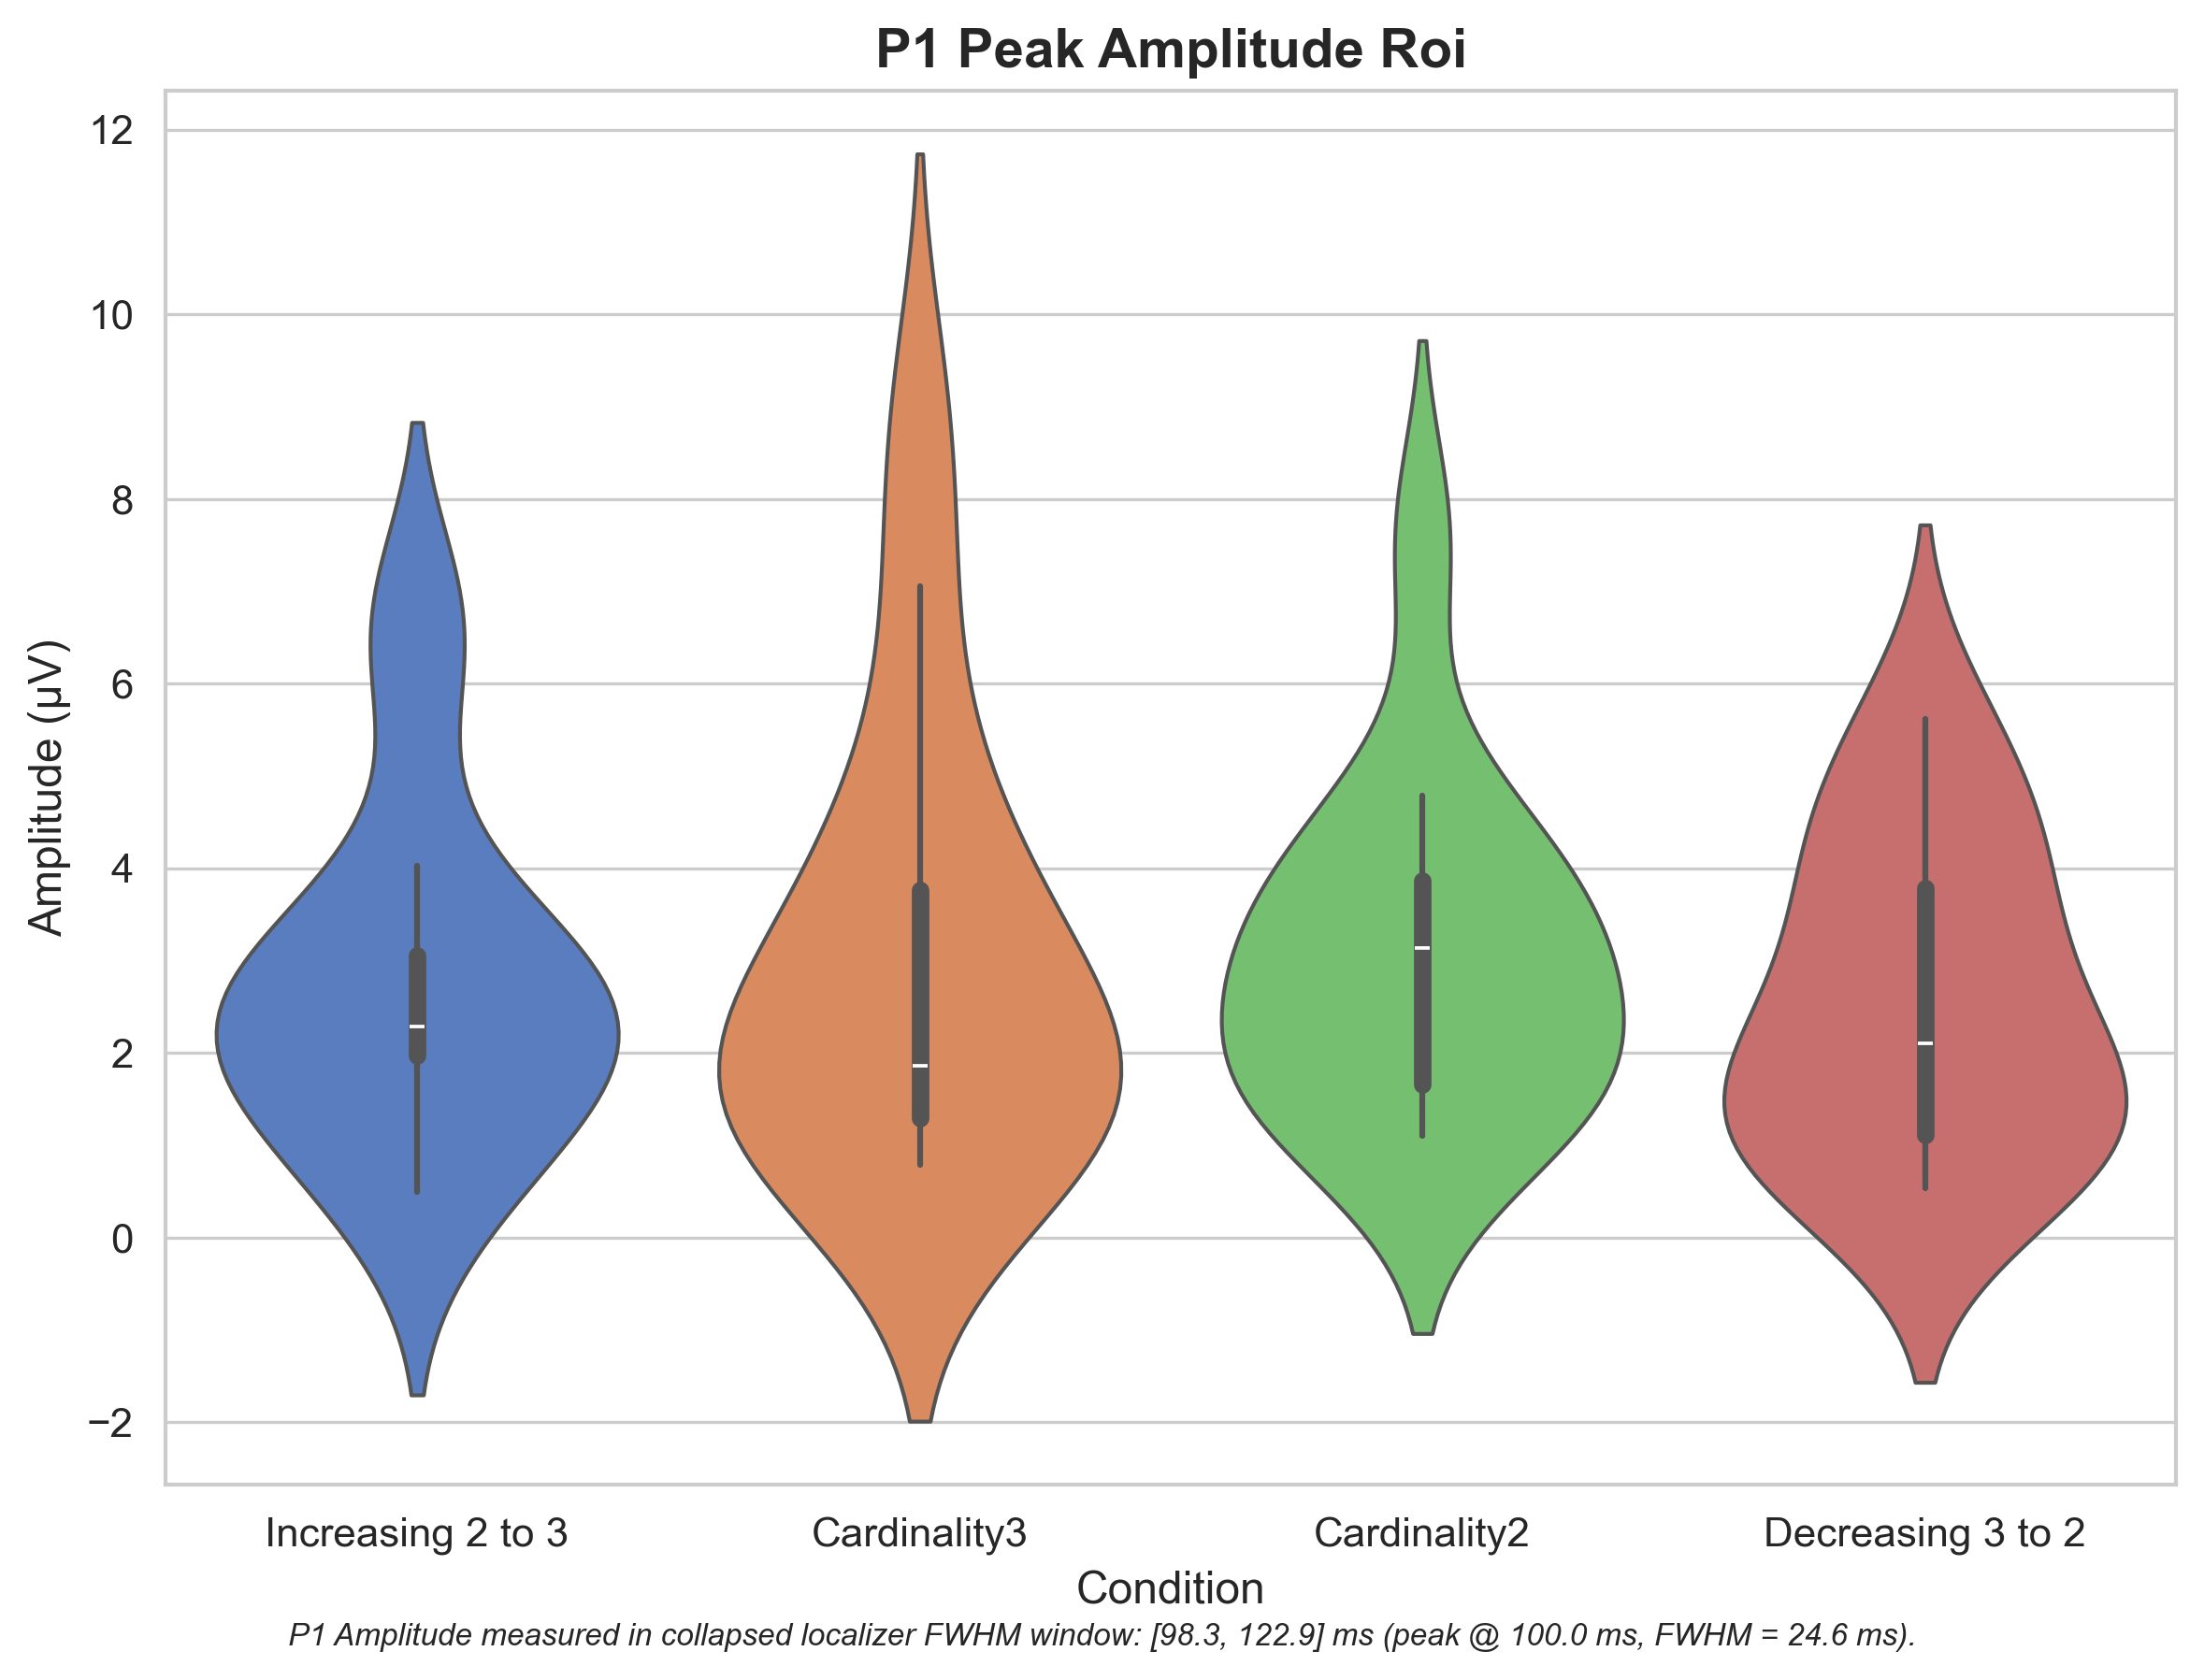 P1 Peak Amplitude Roi
12
10
8
6
4
2
0
−2
Amplitude (µV)
Increasing 2 to 3
Cardinality3
Cardinality2
Decreasing 3 to 2
Condition
P1 Amplitude measured in collapsed localizer FWHM window: [98.3, 122.9] ms (peak @ 100.0 ms, FWHM = 24.6 ms).